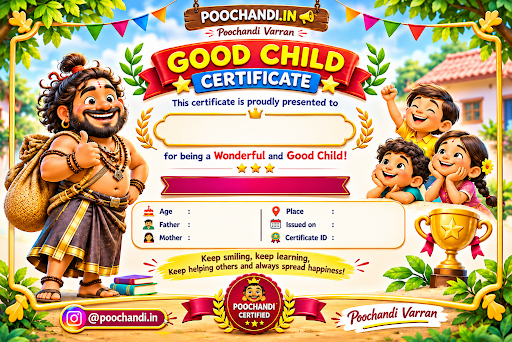 POOCHANDI.IN
Poochandi Varran
GOOD CHILD
CERTIFICATE
This certificate is proudly presented to
for being a Wonderful and Good Child!
Age :
Father :
Mother :
Place :
Issued on :
Certificate ID :
Keep smiling, keep learning,
Keep helping others and always spread happiness!
@poochandi.in
POOCHANDI
CERTIFIED
Poochandi Varran